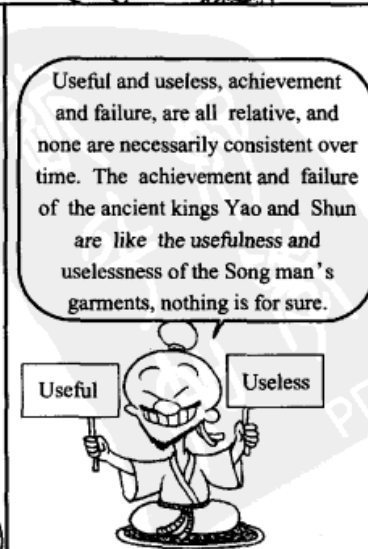 Useful and useless, achievement
and failure, are all relative, and
none are necessarily consistent over
time. The achievement and failure
of the ancient kings Yao and Shun
are like the usefulness and
uselessness of the Song man's
garments, nothing is for sure.
Useful
Useless